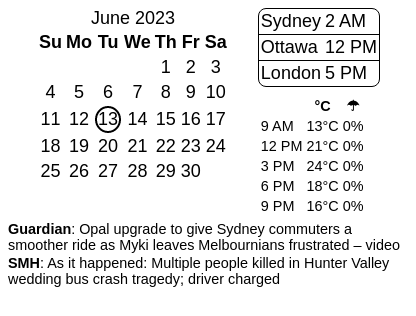 June 2023
Su Mo Tu We Th Fr Sa
1 2 3
4 5 6 7 8 9 10
11 12 13 14 15 16 17
18 19 20 21 22 23 24
25 26 27 28 29 30
Sydney 2 AM
Ottawa 12 PM
London 5 PM
°C ☂
9 AM 13°C 0%
12 PM 21°C 0%
3 PM 24°C 0%
6 PM 18°C 0%
9 PM 16°C 0%
Guardian: Opal upgrade to give Sydney commuters a
smoother ride as Myki leaves Melbournians frustrated – video
SMH: As it happened: Multiple people killed in Hunter Valley
wedding bus crash tragedy; driver charged